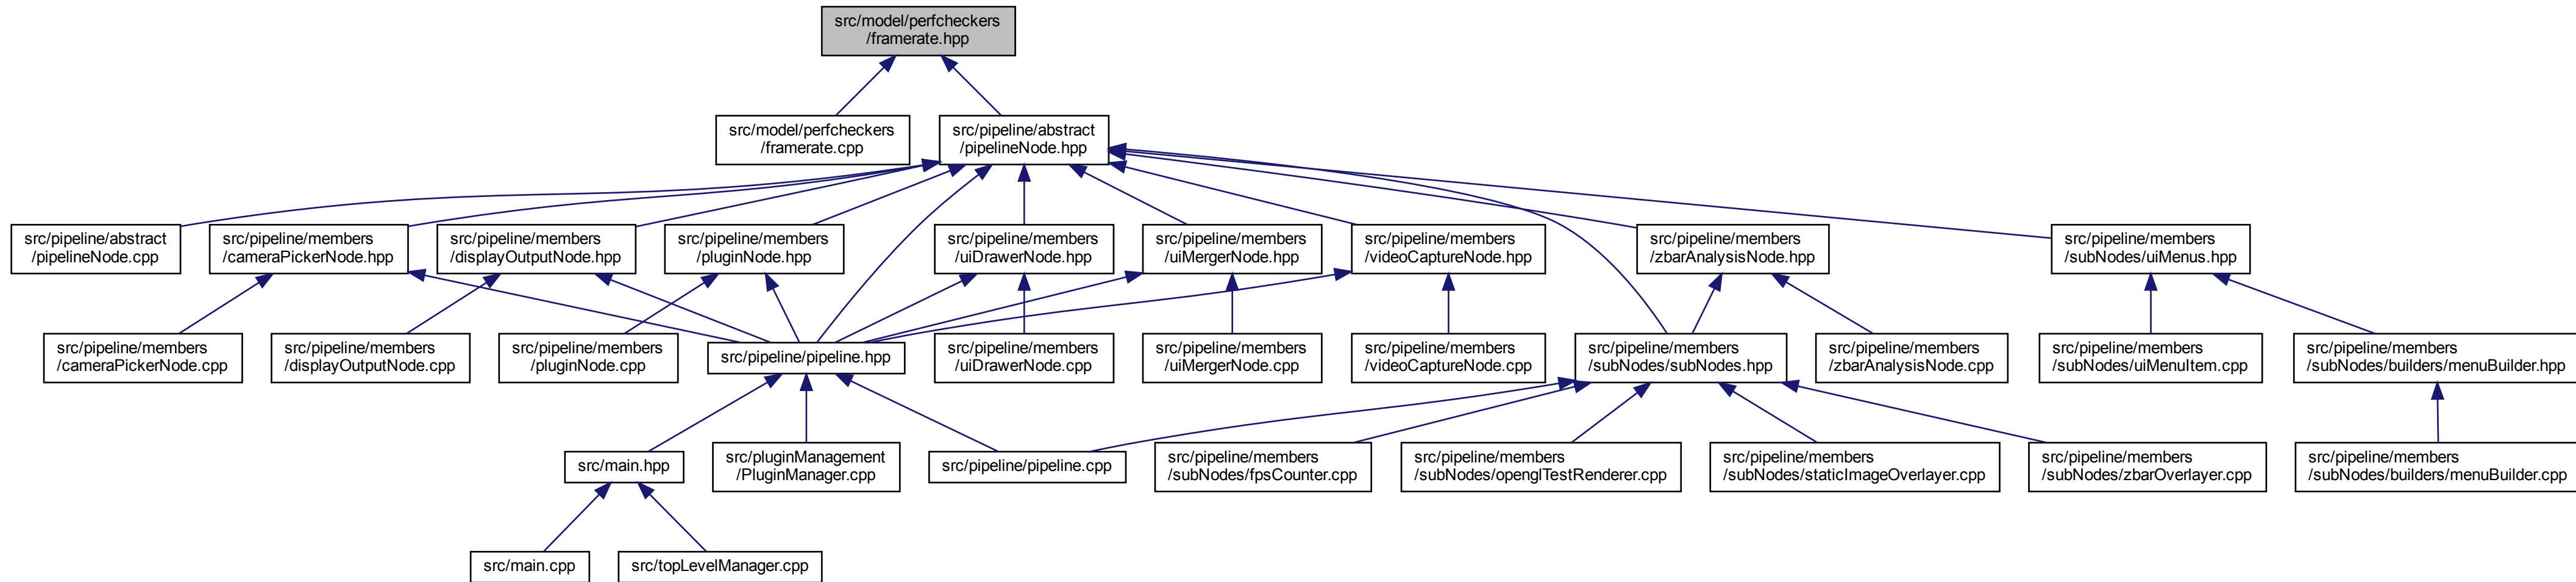 src/model/perfcheckers
/framerate.hpp
src/model/perfcheckers
/framerate.cpp
src/pipeline/abstract
/pipelineNode.hpp
src/pipeline/abstract
/pipelineNode.cpp
src/pipeline/members
/cameraPickerNode.hpp
src/pipeline/members
/displayOutputNode.hpp
src/pipeline/members
/pluginNode.hpp
src/pipeline/members
/uiDrawerNode.hpp
src/pipeline/members
/uiMergerNode.hpp
src/pipeline/members
/videoCaptureNode.hpp
src/pipeline/members
/zbarAnalysisNode.hpp
src/pipeline/members
/subNodes/uiMenus.hpp
src/pipeline/members
/cameraPickerNode.cpp
src/pipeline/members
/displayOutputNode.cpp
src/pipeline/members
/pluginNode.cpp
src/pipeline/pipeline.hpp
src/pipeline/members
/uiDrawerNode.cpp
src/pipeline/members
/uiMergerNode.cpp
src/pipeline/members
/videoCaptureNode.cpp
src/pipeline/members
/subNodes/subNodes.hpp
src/pipeline/members
/zbarAnalysisNode.cpp
src/pipeline/members
/subNodes/uiMenuItem.cpp
src/pipeline/members
/subNodes/builders/menuBuilder.hpp
src/main.hpp
src/pluginManagement
/PluginManager.cpp
src/pipeline/pipeline.cpp
src/pipeline/members
/subNodes/fpsCounter.cpp
src/pipeline/members
/subNodes/openglTestRenderer.cpp
src/pipeline/members
/subNodes/staticImageOverlayer.cpp
src/pipeline/members
/subNodes/zbarOverlayer.cpp
src/pipeline/members
/subNodes/builders/menuBuilder.cpp
src/main.cpp
src/topLevelManager.cpp